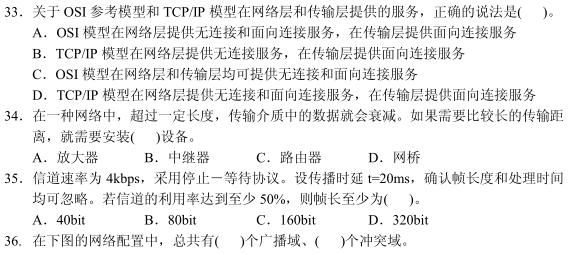 33．关于 OSI 参考模型和 TCP/IP 模型在网络层和传输层提供的服务，正确的说法是(　　)。
A．OSI 模型在网络层提供无连接和面向连接服务，在传输层提供面向连接服务
B．TCP/IP 模型在网络层提供无连接服务，在传输层提供面向连接服务
C．OSI 模型在网络层和传输层均可提供无连接和面向连接服务
D．TCP/IP 模型在网络层提供无连接和面向连接服务，在传输层提供面向连接服务
34．在一种网络中，超过一定长度，传输介质中的数据就会衰减。如果需要比较长的传输距
离，就需要安装(　　)设备。
A．放大器　　B．中继器　　C．路由器　　D．网桥
35．信道速率为 4kbps，采用停止－等待协议。设传播时延 t=20ms，确认帧长度和处理时间
均可忽略。若信道的利用率达到至少 50%，则帧长至少为(　　)。
A．40bit　　B．80bit　　C．160bit　　D．320bit
36．在下图的网络配置中，总共有(　　)个广播域、(　　)个冲突域。